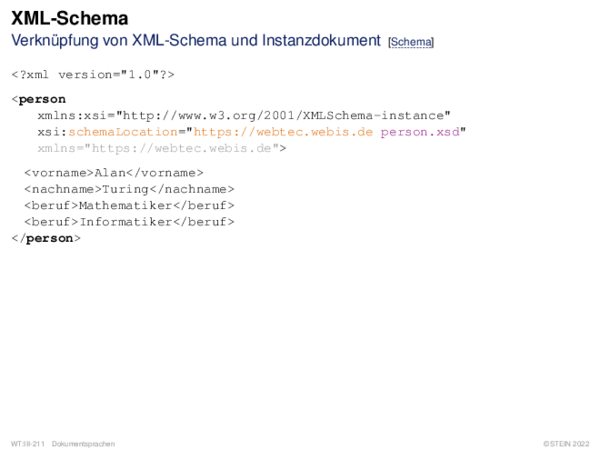 XML-Schema
Verknüpfung von XML-Schema und Instanzdokument [Schema]
<?xml version="1.0"?>
<person
xmlns:xsi="http://www.w3.org/2001/XMLSchema-instance"
xsi:schemaLocation="https://webtec.webis.de person.xsd"
xmlns="https://webtec.webis.de">
<vorname>Alan</vorname>
<nachname>Turing</nachname>
<beruf>Mathematiker</beruf>
<beruf>Informatiker</beruf>
</person>
WT:III-211 Dokumentsprachen ©STEIN 2022